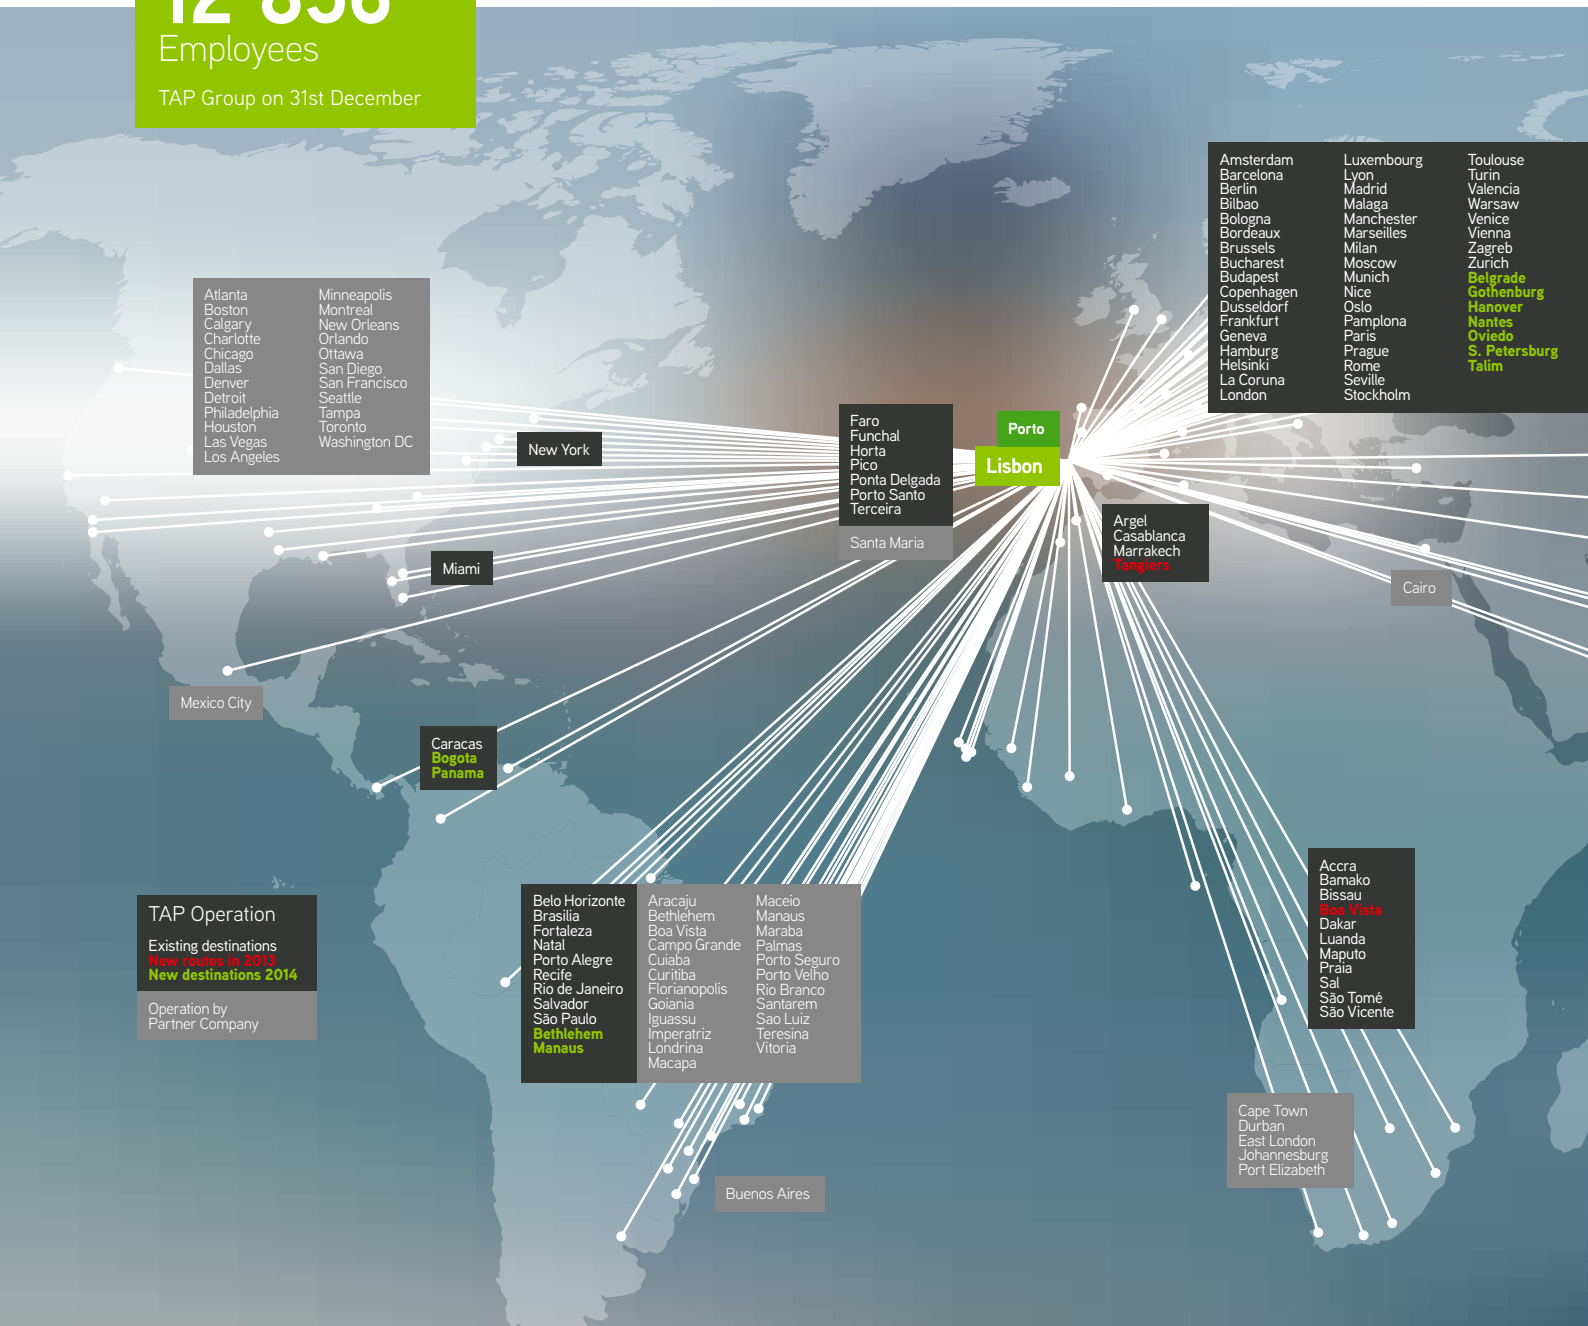 12 856
Employees
TAP Group on 31st December
Amsterdam
Barcelona
Berlin
Bilbao
Bologna
Bordeaux
Brussels
Bucharest
Budapest
Copenhagen
Dusseldorf
Frankfurt
Geneva
Hamburg
Helsinki
La Coruna
London
Luxembourg
Lyon
Madrid
Malaga
Manchester
Marseilles
Milan
Moscow
Munich
Nice
Oslo
Pamplona
Paris
Prague
Rome
Seville
Stockholm
Toulouse
Turin
Valencia
Warsaw
Venice
Vienna
Zagreb
Zurich
Belgrade
Gothenburg
Hanover
Nantes
Oviedo
S. Petersburg
Talim
Atlanta
Boston
Calgary
Charlotte
Chicago
Dallas
Denver
Detroit
Philadelphia
Houston
Las Vegas
Los Angeles
Minneapolis
Montreal
New Orleans
Orlando
Ottawa
San Diego
San Francisco
Seattle
Tampa
Toronto
Washington DC
New York
Faro
Funchal
Horta
Pico
Ponta Delgada
Porto Santo
Terceira
Santa Maria
Porto
Lisbon
Argel
Casablanca
Marrakech
Tangiers
Miami
Cairo
Mexico City
Caracas
Bogota
Panama
TAP Operation
Existing destinations
New routes in 2013
New destinations 2014
Operation by
Partner Company
Belo Horizonte
Brasilia
Fortaleza
Natal
Porto Alegre
Recife
Rio de Janeiro
Salvador
São Paulo
Bethlehem
Manaus
Aracaju
Bethlehem
Boa Vista
Campo Grande
Cuiaba
Curitiba
Florianopolis
Goiania
Iguassu
Imperatriz
Londrina
Macapa
Maceio
Manaus
Maraba
Palmas
Porto Seguro
Porto Velho
Rio Branco
Santarem
Sao Luiz
Teresina
Vitoria
Accra
Bamako
Bissau
Boa Vista
Dakar
Luanda
Maputo
Praia
Sal
São Tomé
São Vicente
Cape Town
Durban
East London
Johannesburg
Port Elizabeth
Buenos Aires